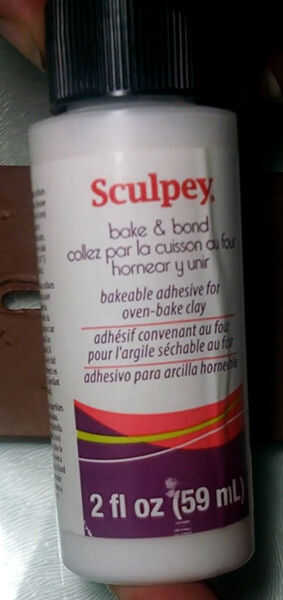 Sculpey
bake & bond
collez par la cuisson au four
hornear y unir
bakeable adhesive for
oven-bake clay
adhésif convenant au four
pour l'argile séchable au four
adhesivo para arcilla horneable
2 fl oz (59 mL)